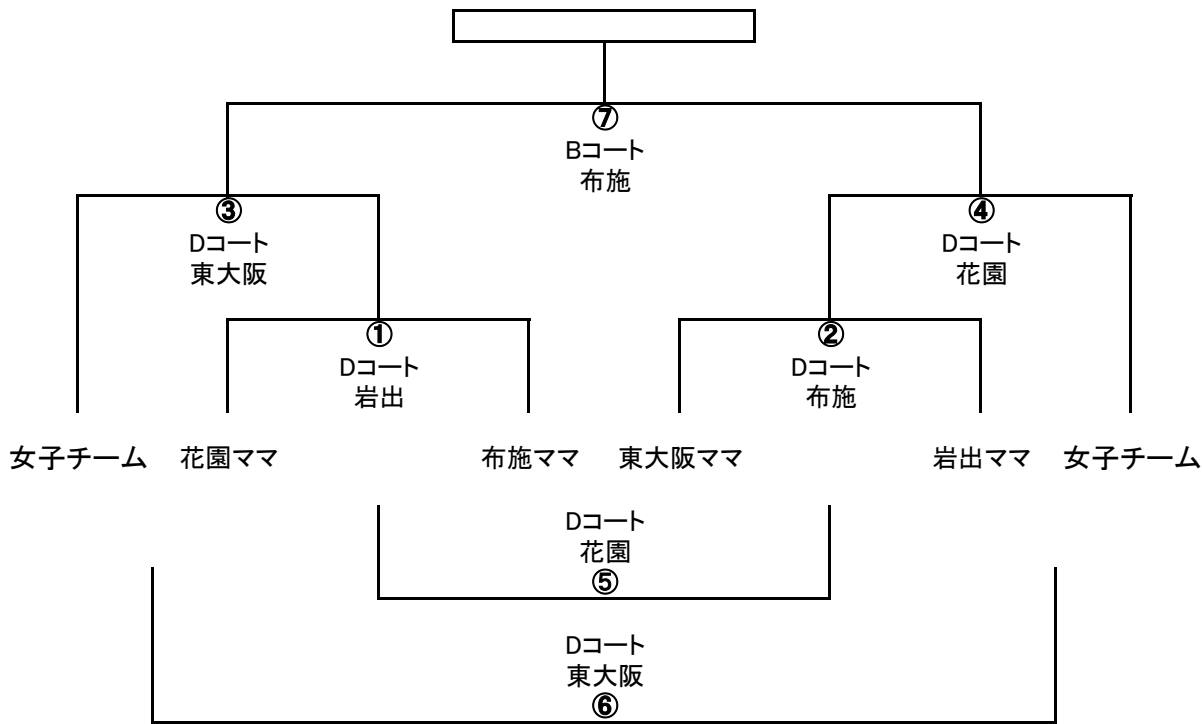 ⑦
Bコート
布施
③
Dコート
東大阪
④
Dコート
花園
①
Dコート
岩出
②
Dコート
布施
女子チーム 花園ママ 布施ママ 東大阪ママ 岩出ママ 女子チーム
Dコート
花園
⑤
Dコート
東大阪
⑥